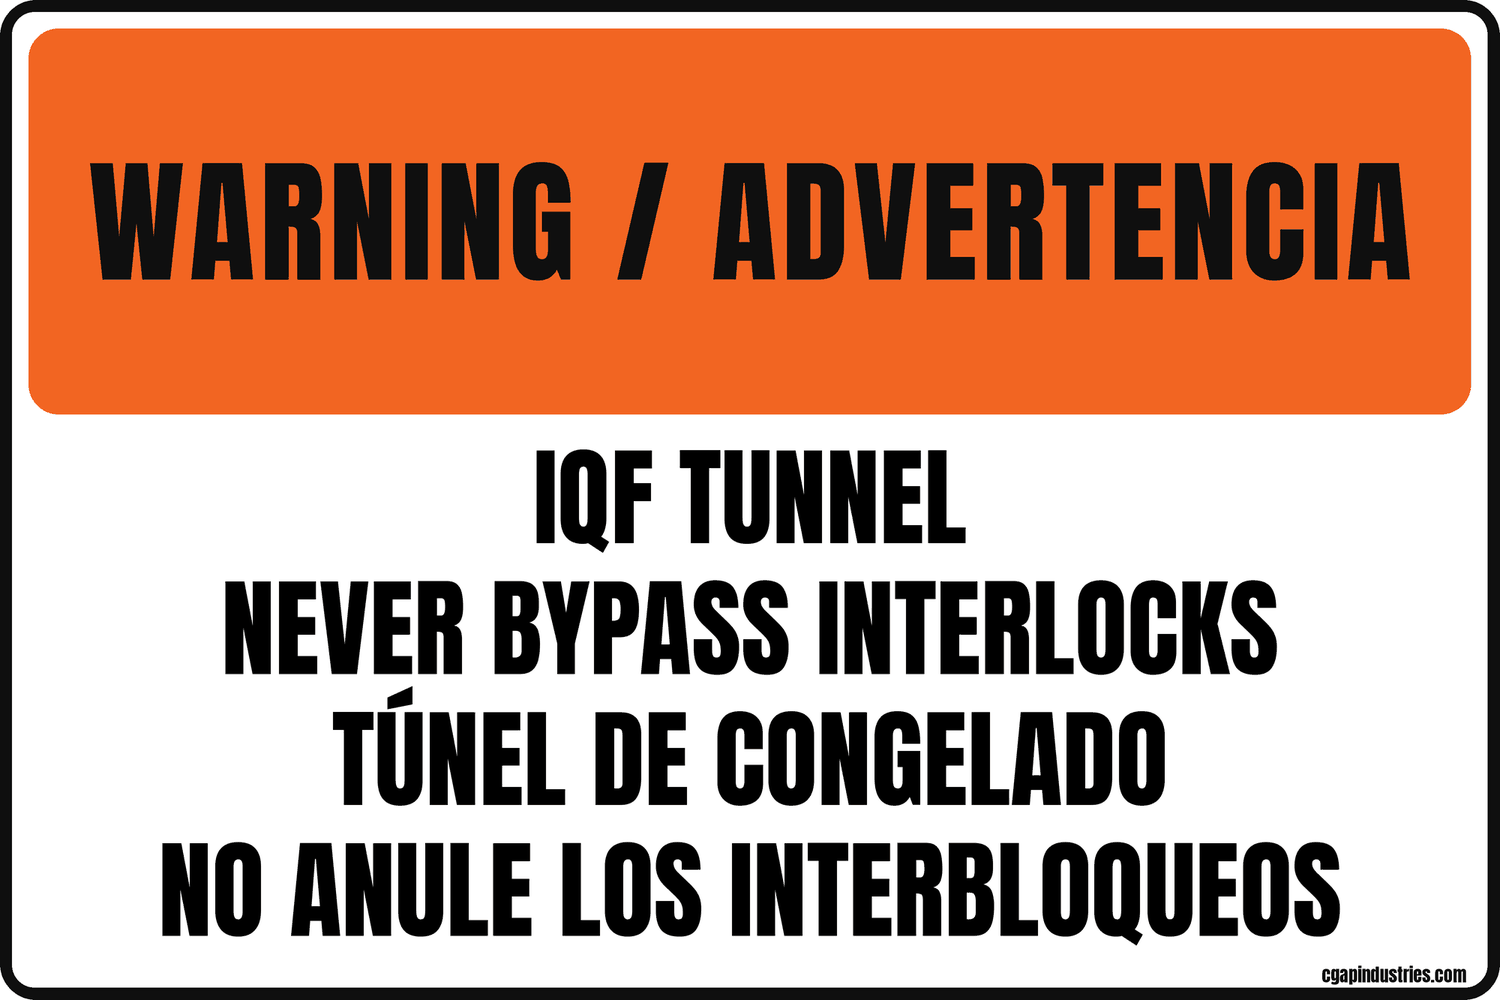 WARNING / ADVERTENCIA
IQF TUNNEL
NEVER BYPASS INTERLOCKS
TÚNEL DE CONGELADO
NO ANULE LOS INTERBLOQUEOS
cgapindustries.com